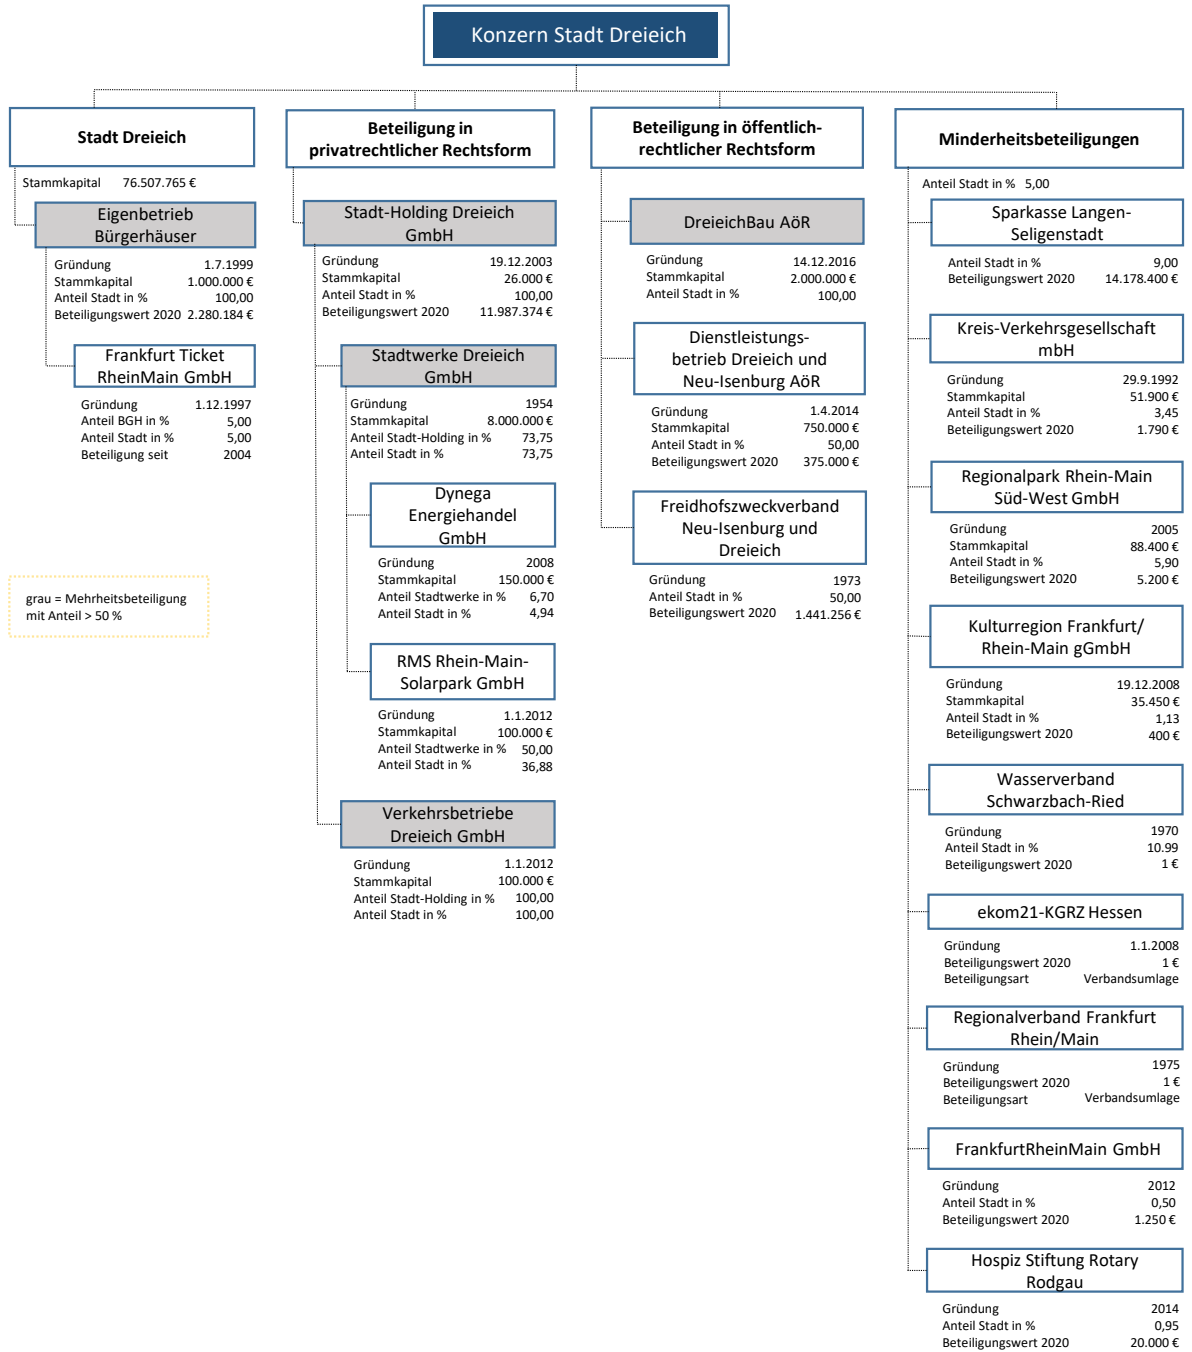 Konzern Stadt Dreieich
Stadt Dreieich
Stammkapital 76.507.765 €
Eigenbetrieb
Bürgerhäuser
Gründung 1.7.1999
Stammkapital 1.000.000 €
Anteil Stadt in % 100,00
Beteiligungswert 2020 2.280.184 €
Frankfurt Ticket
RheinMain GmbH
Gründung 1.12.1997
Anteil BGH in % 5,00
Anteil Stadt in % 5,00
Beteiligung seit 2004
grau = Mehrheitsbeteiligung
mit Anteil > 50 %
Beteiligung in
privatrechtlicher Rechtsform
Stadt-Holding Dreieich
GmbH
Gründung 19.12.2003
Stammkapital 26.000 €
Anteil Stadt in % 100,00
Beteiligungswert 2020 11.987.374 €
Stadtwerke Dreieich
GmbH
Gründung 1954
Stammkapital 8.000.000 €
Anteil Stadt-Holding in % 73,75
Anteil Stadt in % 73,75
Dynega
Energiehandel
GmbH
Gründung 2008
Stammkapital 150.000 €
Anteil Stadtwerke in % 6,70
Anteil Stadt in % 4,94
RMS Rhein-Main-
Solarpark GmbH
Gründung 1.1.2012
Stammkapital 100.000 €
Anteil Stadtwerke in % 50,00
Anteil Stadt in % 36,88
Verkehrsbetriebe
Dreieich GmbH
Gründung 1.1.2012
Stammkapital 100.000 €
Anteil Stadt-Holding in % 100,00
Anteil Stadt in % 100,00
Beteiligung in öffentlich-
rechtlicher Rechtsform
DreieichBau AöR
Gründung 14.12.2016
Stammkapital 2.000.000 €
Anteil Stadt in % 100,00
Dienstleistungs-
betrieb Dreieich und
Neu-Isenburg AöR
Gründung 1.4.2014
Stammkapital 750.000 €
Anteil Stadt in % 50,00
Beteiligungswert 2020 375.000 €
Freidhofszweckverband
Neu-Isenburg und
Dreieich
Gründung 1973
Anteil Stadt in % 50,00
Beteiligungswert 2020 1.441.256 €
Minderheitsbeteiligungen
Anteil Stadt in % 5,00
Sparkasse Langen-
Seligenstadt
Anteil Stadt in % 9,00
Beteiligungswert 2020 14.178.400 €
Kreis-Verkehrsgesellschaft
mbH
Gründung 29.9.1992
Stammkapital 51.900 €
Anteil Stadt in % 3,45
Beteiligungswert 2020 1.790 €
Regionalpark Rhein-Main
Süd-West GmbH
Gründung 2005
Stammkapital 88.400 €
Anteil Stadt in % 5,90
Beteiligungswert 2020 5.200 €
Kulturregion Frankfurt/
Rhein-Main gGmbH
Gründung 19.12.2008
Stammkapital 35.450 €
Anteil Stadt in % 1,13
Beteiligungswert 2020 400 €
Wasserverband
Schwarzbach-Ried
Gründung 1970
Anteil Stadt in % 10.99
Beteiligungswert 2020 1 €
ekom21-KGRZ Hessen
Gründung 1.1.2008
Beteiligungswert 2020 1 €
Beteiligungsart Verbandsumlage
Regionalverband Frankfurt
Rhein/Main
Gründung 1975
Beteiligungswert 2020 1 €
Beteiligungsart Verbandsumlage
FrankfurtRheinMain GmbH
Gründung 2012
Anteil Stadt in % 0,50
Beteiligungswert 2020 1.250 €
Hospiz Stiftung Rotary
Rodgau
Gründung 2014
Anteil Stadt in % 0,95
Beteiligungswert 2020 20.000 €